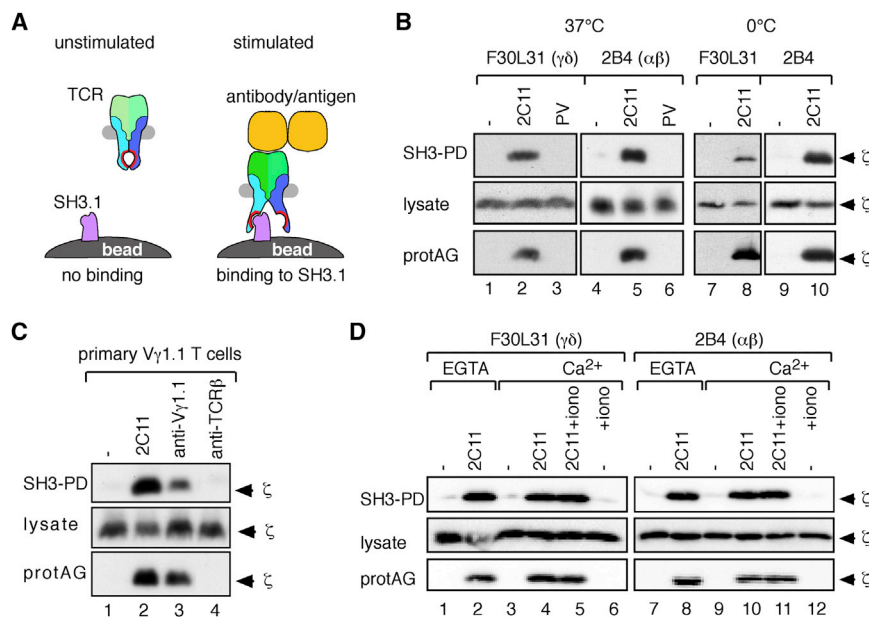 A
unstimulated
stimulated
TCR
antibody/antigen
SH3.1
bead
bead
no binding
binding to SH3.1
B
37°C
0°C
F30L31 (γδ)
2B4 (αβ)
F30L31
2B4
- 2C11 PV - 2C11 PV - 2C11 - 2C11
SH3-PD ζ
lysate ζ
protAG ζ
1 2 3 4 5 6 7 8 9 10
C
primary Vγ1.1 T cells
- 2C11 anti-Vγ1.1 anti-TCRβ
SH3-PD ζ
lysate ζ
protAG ζ
1 2 3 4
D
F30L31 (γδ)
2B4 (αβ)
EGTA Ca2+ EGTA Ca2+
- 2C11 - 2C11 2C11+iono +iono - 2C11 - 2C11 2C11+iono +iono
SH3-PD ζ
lysate ζ
protAG ζ
1 2 3 4 5 6 7 8 9 10 11 12